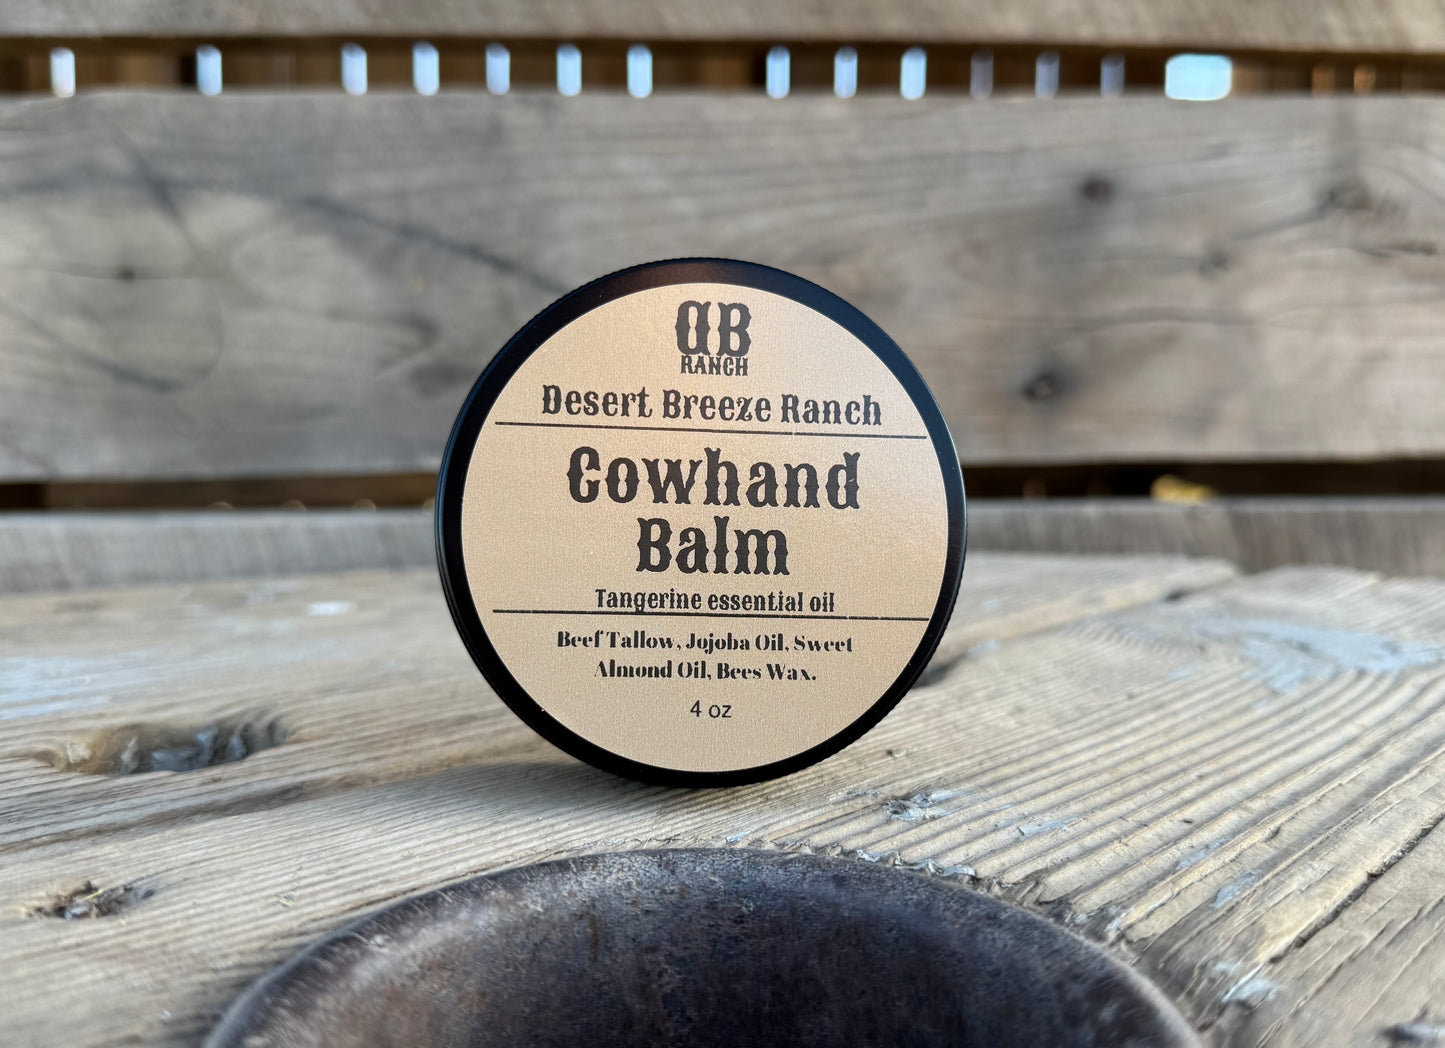 DB
RANCH
Desert Breeze Ranch
Cowhand
Balm
Tangerine essential oil
Beef Tallow, Jojoba Oil, Sweet
Almond Oil, Bees Wax.
4 oz